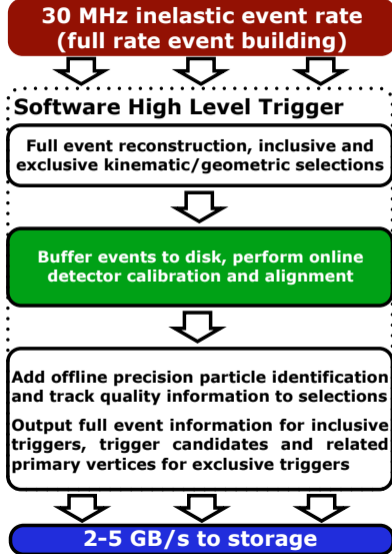 30 MHz inelastic event rate
(full rate event building)
Software High Level Trigger
Full event reconstruction, inclusive and
exclusive kinematic/geometric selections
Buffer events to disk, perform online
detector calibration and alignment
Add offline precision particle identification
and track quality information to selections
Output full event information for inclusive
triggers, trigger candidates and related
primary vertices for exclusive triggers
2-5 GB/s to storage